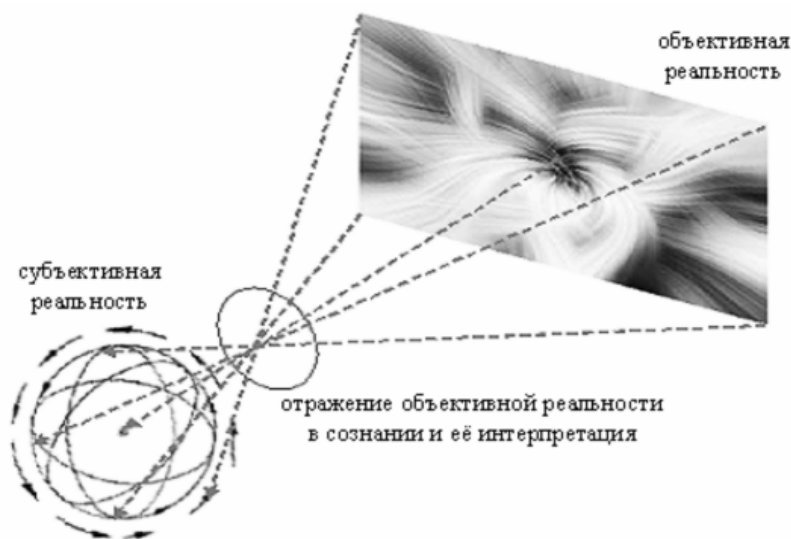 объективная
реальность
субъективная
реальность
отражение объективной реальности
в сознании и её интерпретация